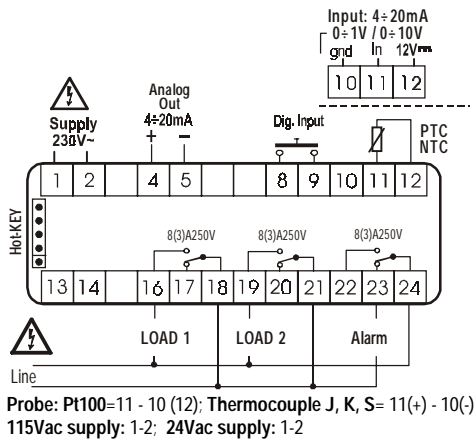 Input: 4÷20mA
0÷1V / 0÷10V
gnd In 12V
10 11 12
Analog
Out
4÷20mA
+ -
Supply
230V~
Dig. Input
PTC
NTC
1 2 4 5 8 9 10 11 12
Hot-KEY
8(3)A250V 8(3)A250V 8(3)A250V
13 14 16 17 18 19 20 21 22 23 24
LOAD 1 LOAD 2 Alarm
Line
Probe: Pt100=11 - 10 (12); Thermocouple J, K, S= 11(+) - 10(-)
115Vac supply: 1-2; 24Vac supply: 1-2